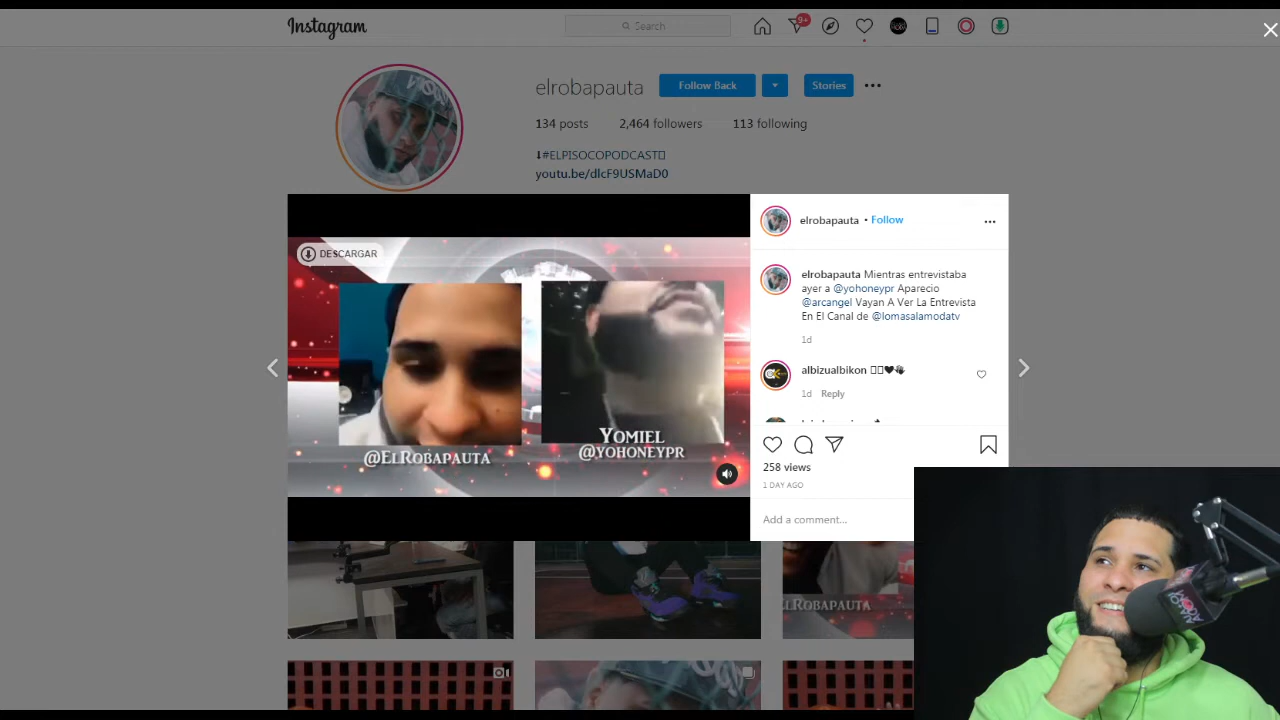 Instagram
Search
9+
elrobapauta
Follow Back
Stories
134 posts 2,464 followers 113 following
⬇#ELPISOCOPODCAST
youtu.be/dlcF9USMaD0
DESCARGAR
@ElRobapauta
Yomiel
@yohoneypr
elrobapauta • Follow
elrobapauta Mientras entrevistaba
ayer a @yohoneypr Aparecio
@arcangel Vayan A Ver La Entrevista
En El Canal de @lomasalamodatv
1d
albizualbikon
1d Reply
258 views
1 DAY AGO
Add a comment...
ElRobapauta